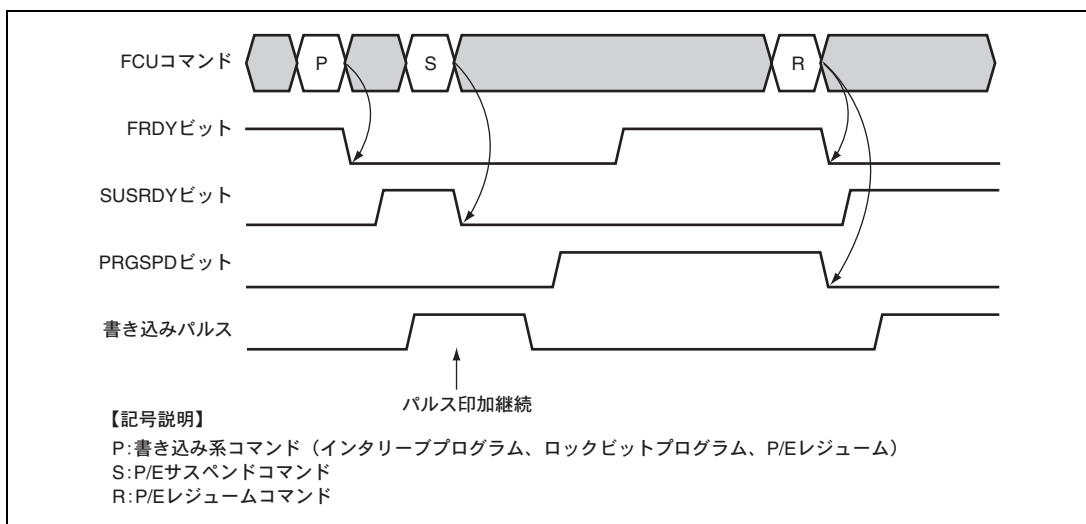 FCUコマンド
P
S
R
FRDYビット
SUSRDYビット
PRGSPDビット
書き込みパルス
パルス印加継続
【記号説明】
P:書き込み系コマンド(インタリーブプログラム、ロックビットプログラム、P/Eレジューム)
S:P/Eサスペンドコマンド
R:P/Eレジュームコマンド